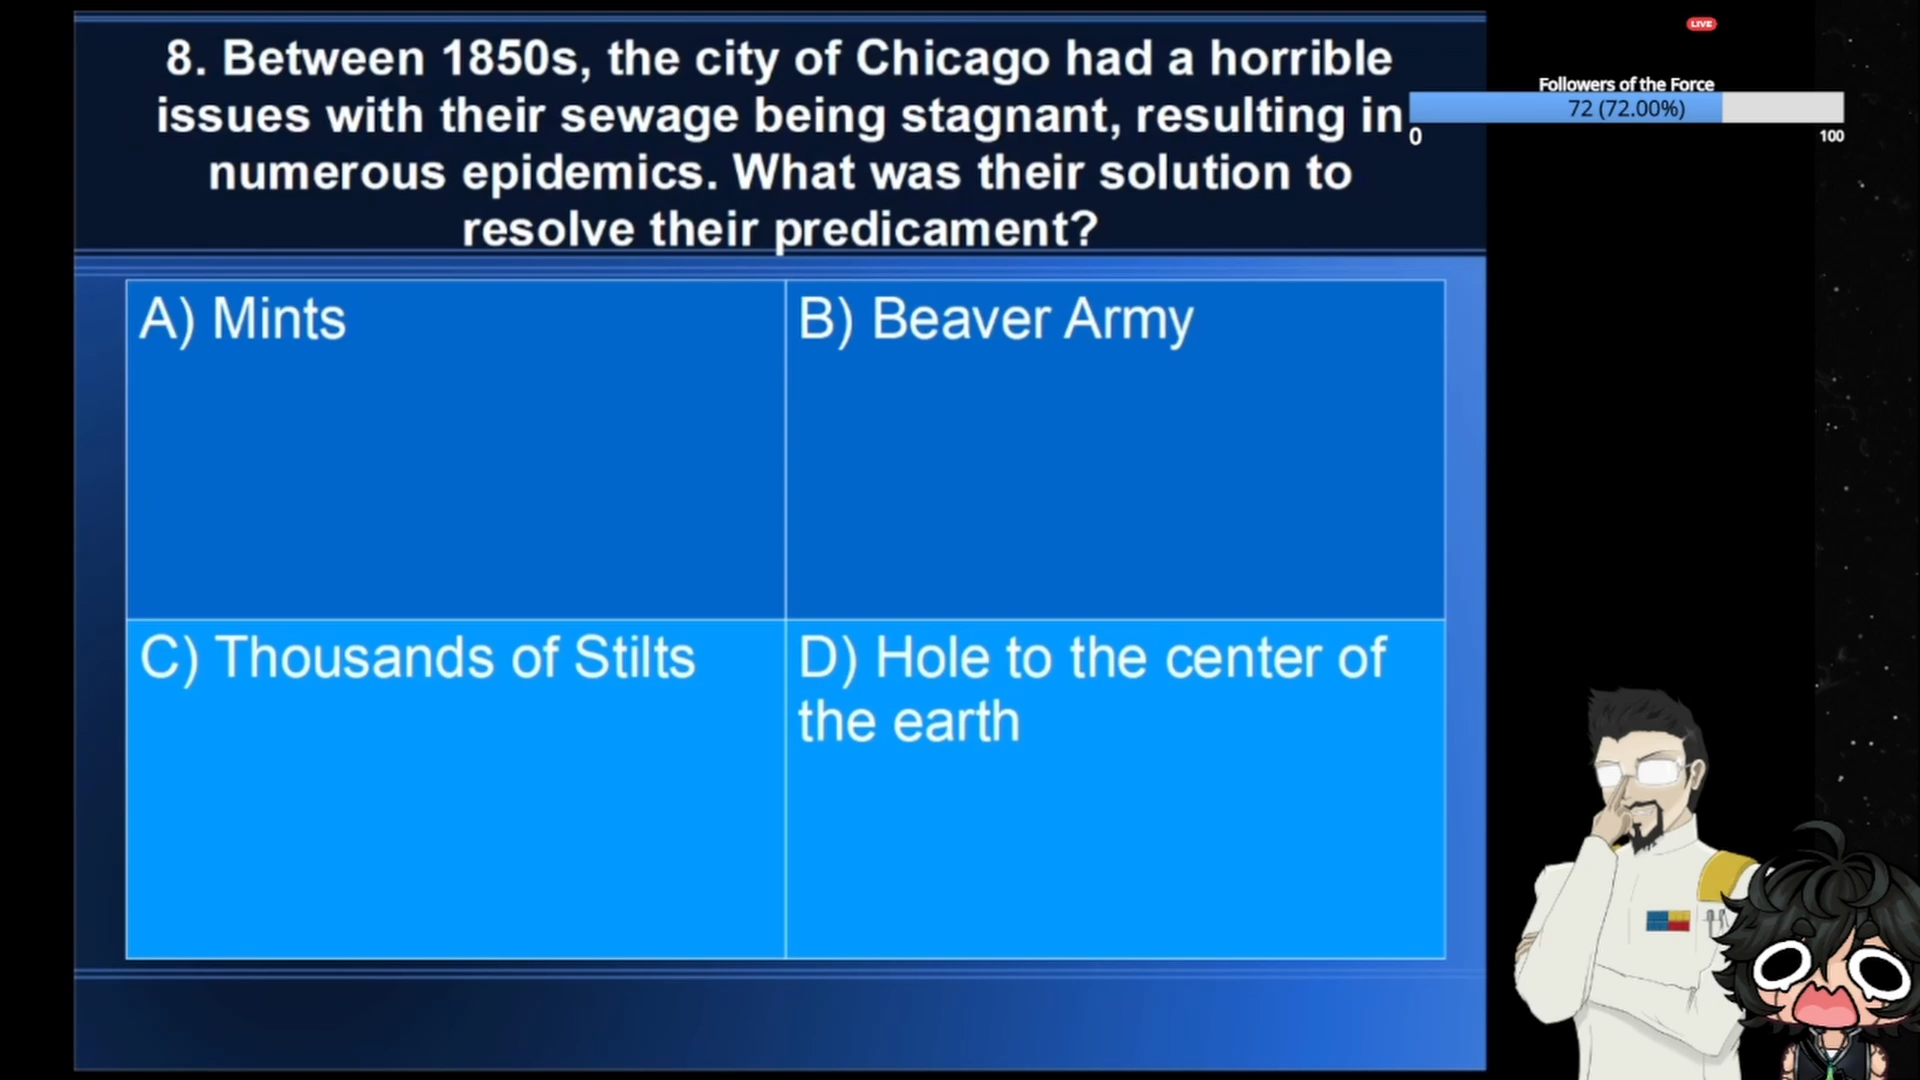 8. Between 1850s, the city of Chicago had a horrible
issues with their sewage being stagnant, resulting in
numerous epidemics. What was their solution to
resolve their predicament?
A) Mints
B) Beaver Army
C) Thousands of Stilts
D) Hole to the center of
the earth
LIVE
Followers of the Force
72 (72.00%)
0
100